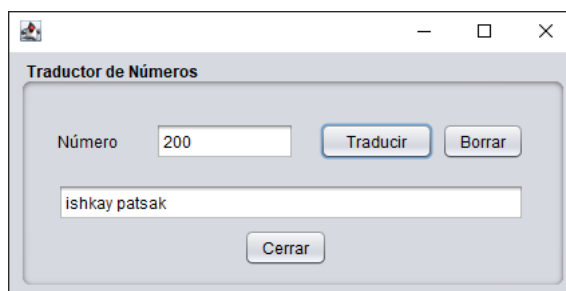 Traductor de Números
Número 200 Traducir Borrar
ishkay patsak
Cerrar